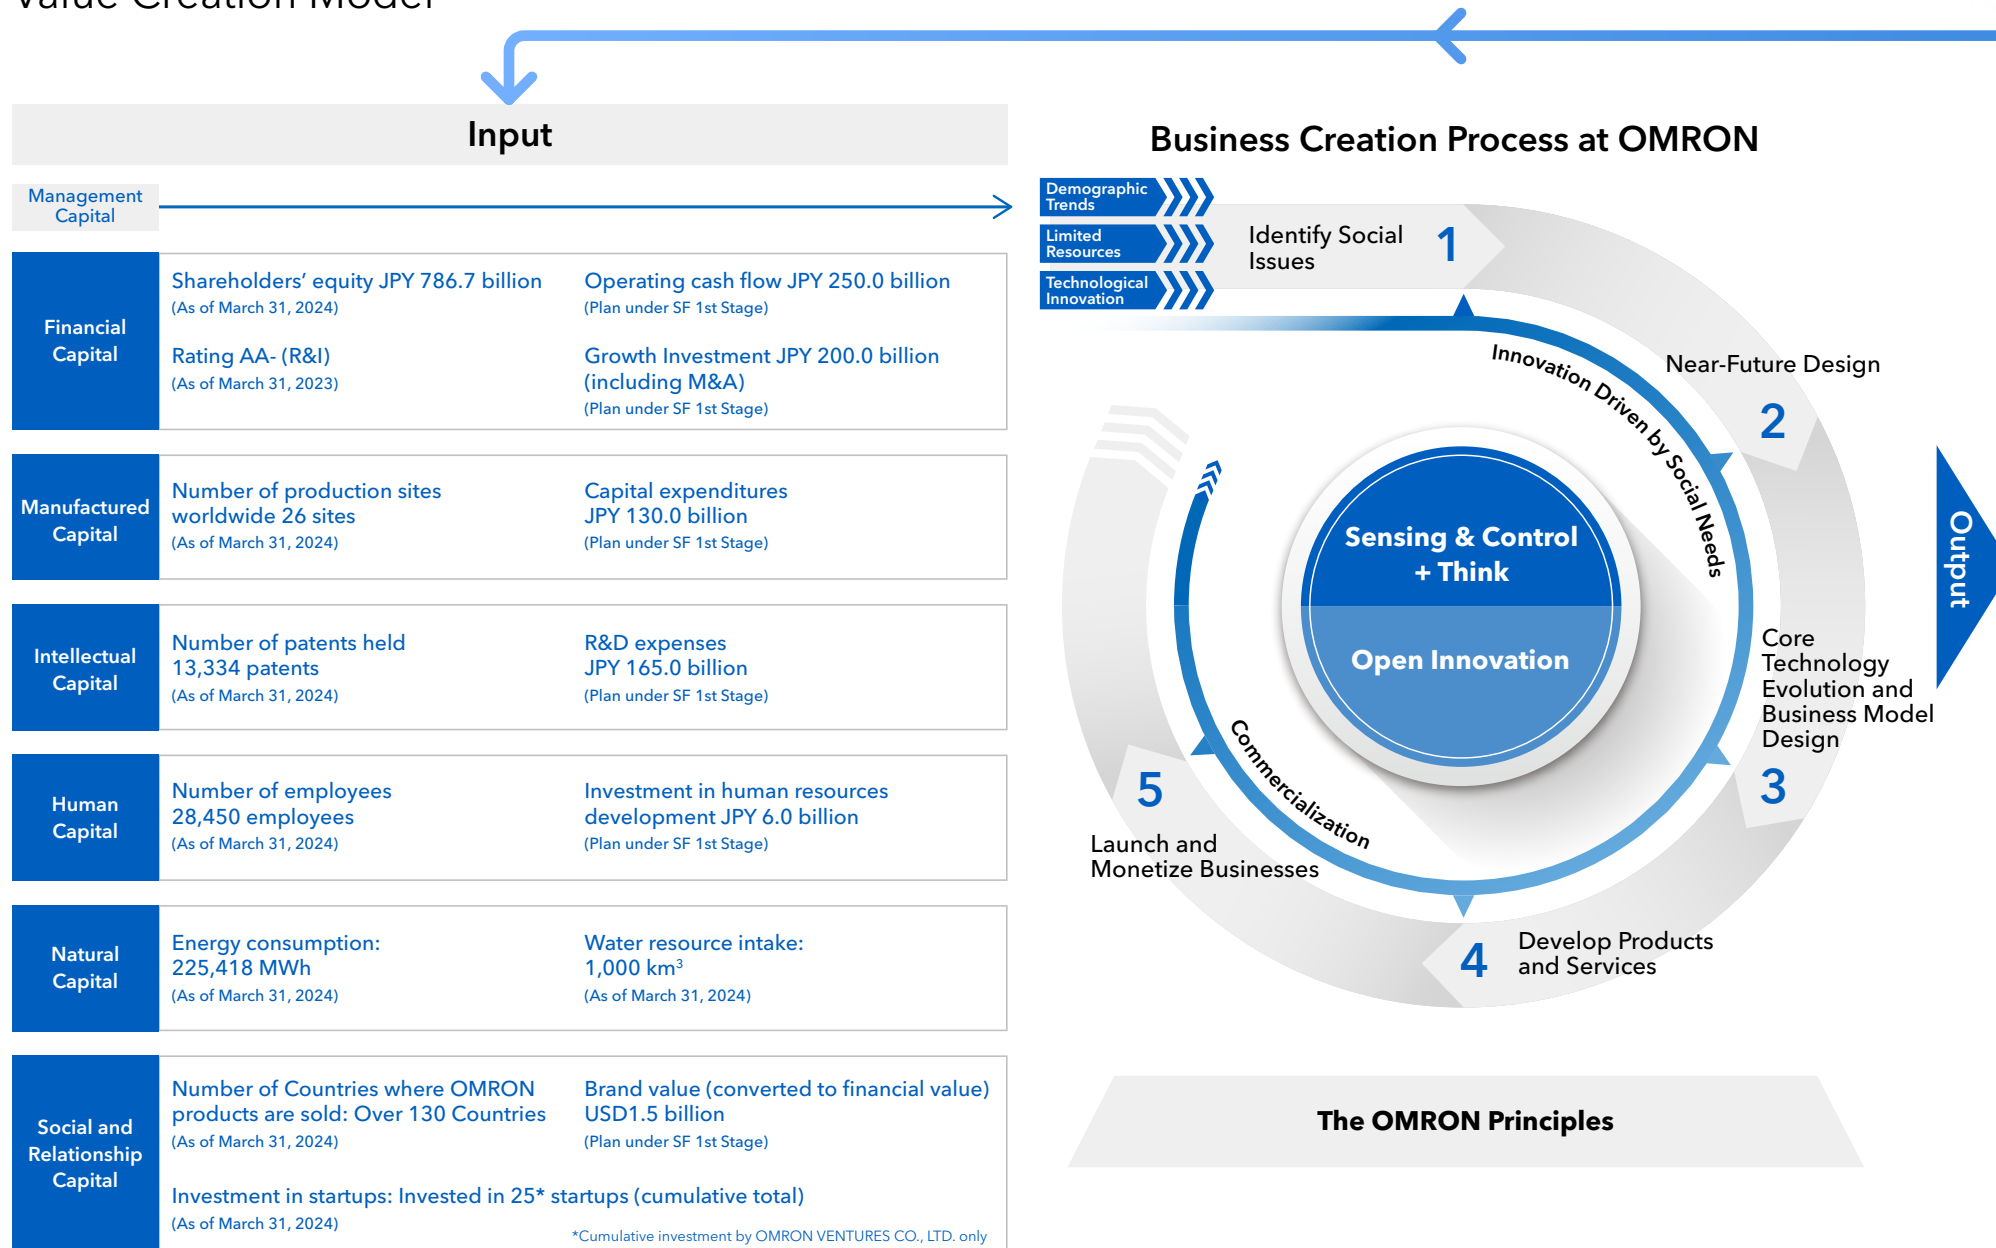 Value Creation Model
Input
Management
Capital
Financial
Capital
Shareholders’ equity JPY 786.7 billion
(As of March 31, 2024)
Operating cash flow JPY 250.0 billion
(Plan under SF 1st Stage)
Rating AA- (R&I)
(As of March 31, 2023)
Growth Investment JPY 200.0 billion
(including M&A)
(Plan under SF 1st Stage)
Manufactured
Capital
Number of production sites
worldwide 26 sites
(As of March 31, 2024)
Capital expenditures
JPY 130.0 billion
(Plan under SF 1st Stage)
Intellectual
Capital
Number of patents held
13,334 patents
(As of March 31, 2024)
R&D expenses
JPY 165.0 billion
(Plan under SF 1st Stage)
Human
Capital
Number of employees
28,450 employees
(As of March 31, 2024)
Investment in human resources
development JPY 6.0 billion
(Plan under SF 1st Stage)
Natural
Capital
Energy consumption:
225,418 MWh
(As of March 31, 2024)
Water resource intake:
1,000 km³
(As of March 31, 2024)
Social and
Relationship
Capital
Number of Countries where OMRON
products are sold: Over 130 Countries
(As of March 31, 2024)
Brand value (converted to financial value)
USD1.5 billion
(Plan under SF 1st Stage)
Investment in startups: Invested in 25* startups (cumulative total)
(As of March 31, 2024)
*Cumulative investment by OMRON VENTURES CO., LTD. only
Business Creation Process at OMRON
Demographic
Trends
Limited
Resources
Technological
Innovation
Identify Social
Issues
1
Near-Future Design
2
Innovation Driven by Social Needs
Sensing & Control
+ Think
Open Innovation
Core
Technology
Evolution and
Business Model
Design
3
Develop Products
and Services
4
Commercialization
5
Launch and
Monetize Businesses
Output
The OMRON Principles